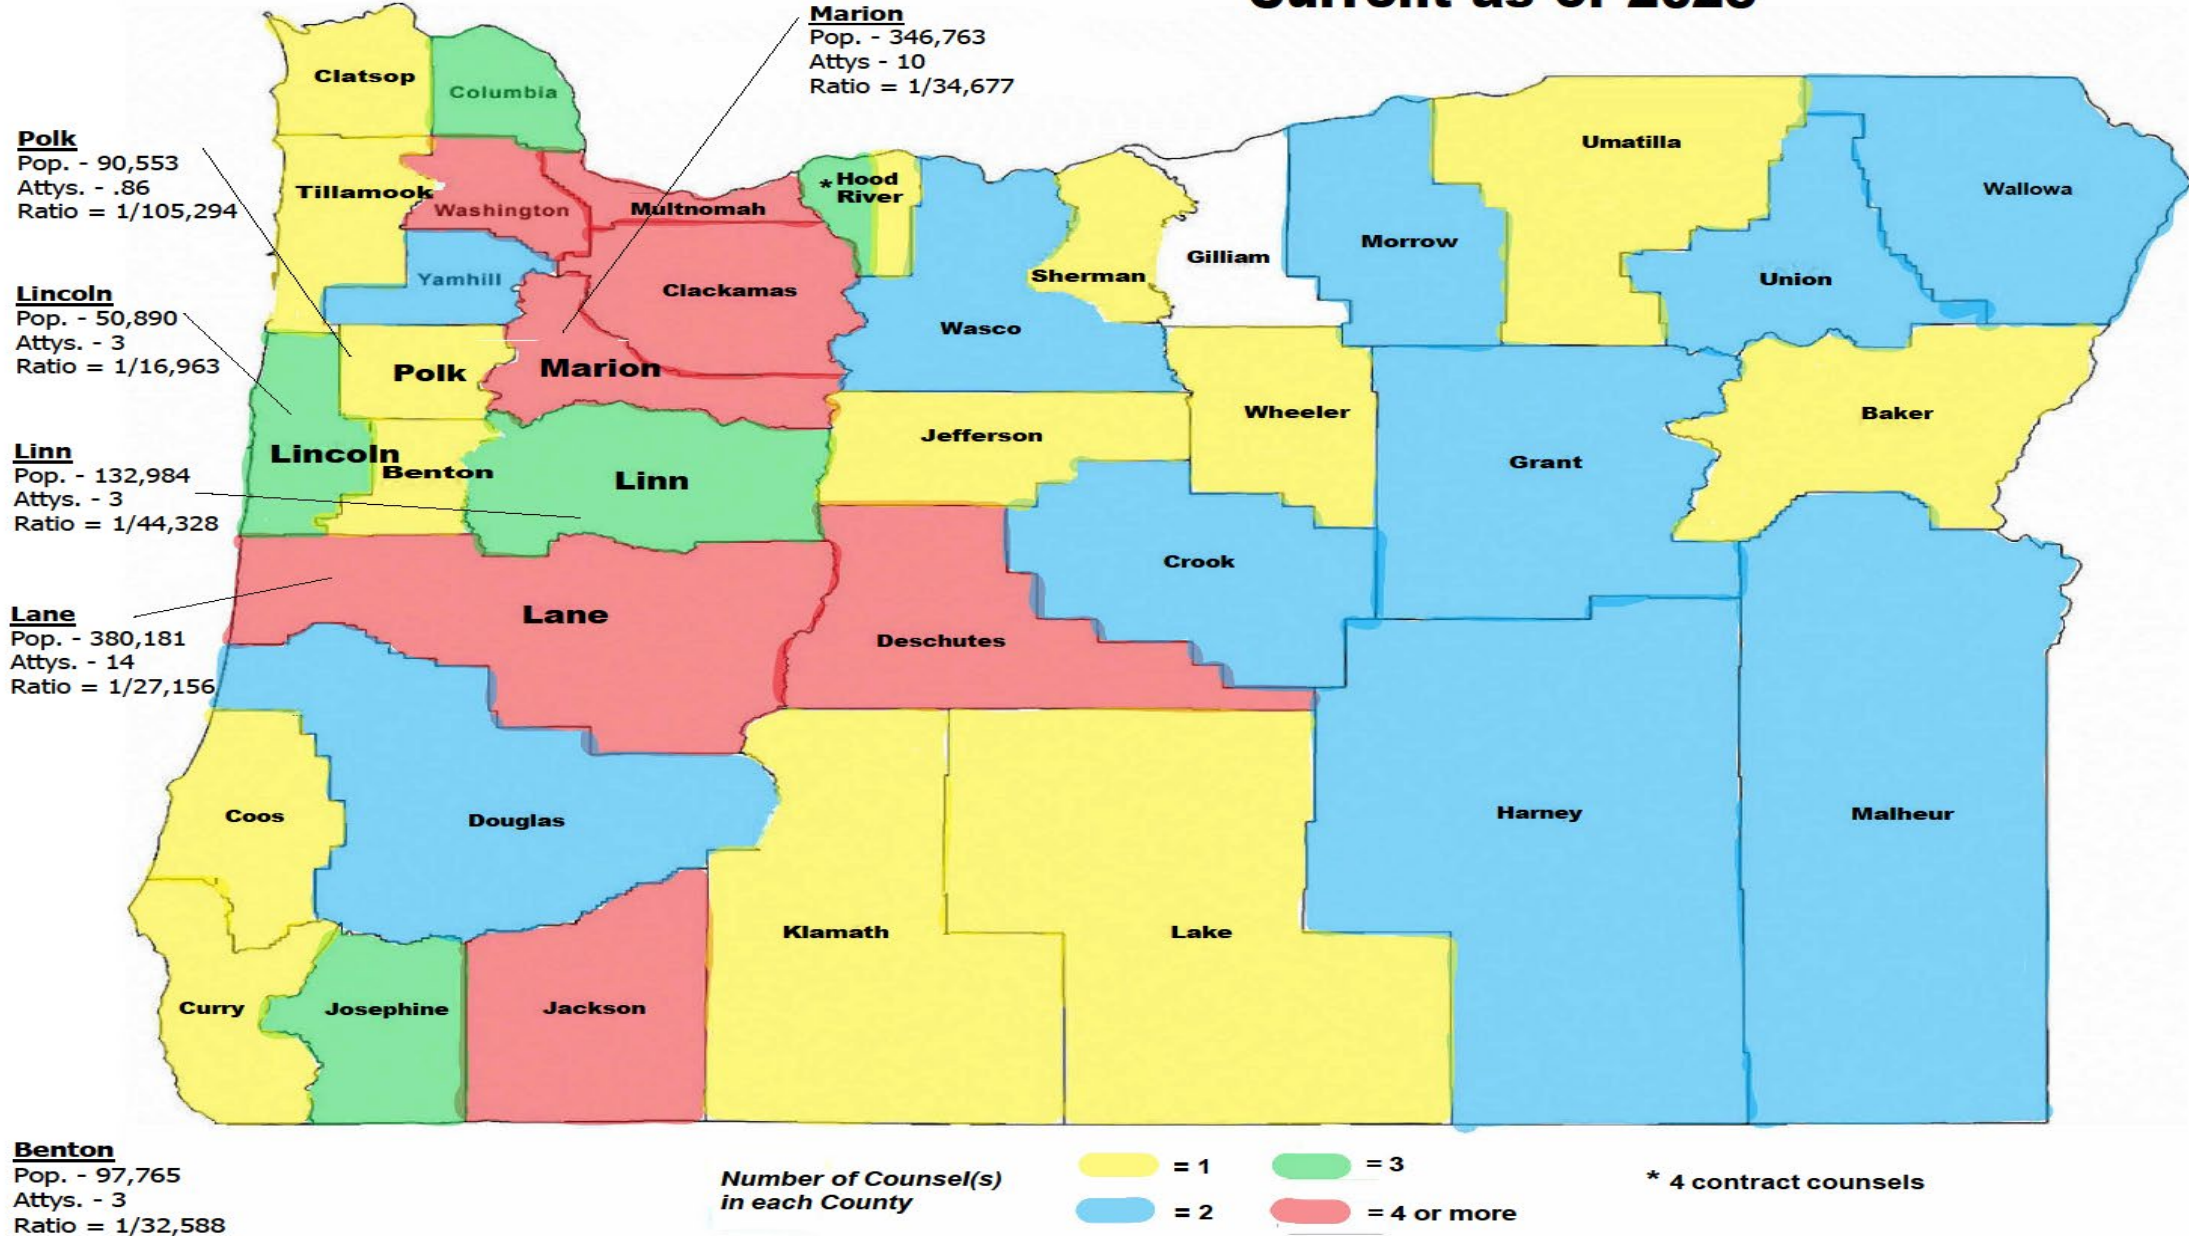 Current as of 2023
Marion
Pop. - 346,763
Attys - 10
Ratio = 1/34,677
Polk
Pop. - 90,553
Attys. - .86
Ratio = 1/105,294
Lincoln
Pop. - 50,890
Attys. - 3
Ratio = 1/16,963
Linn
Pop. - 132,984
Attys. - 3
Ratio = 1/44,328
Lane
Pop. - 380,181
Attys. - 14
Ratio = 1/27,156
Benton
Pop. - 97,765
Attys. - 3
Ratio = 1/32,588
Clatsop
Columbia
Tillamook
Washington
Multnomah
* Hood
River
Yamhill
Clackamas
Wasco
Sherman
Gilliam
Morrow
Umatilla
Union
Wallowa
Polk
Marion
Lincoln
Benton
Linn
Jefferson
Wheeler
Grant
Baker
Crook
Lane
Deschutes
Coos
Douglas
Harney
Malheur
Klamath
Lake
Curry
Josephine
Jackson
Number of Counsel(s)
in each County
= 1
= 2
= 3
= 4 or more
* 4 contract counsels